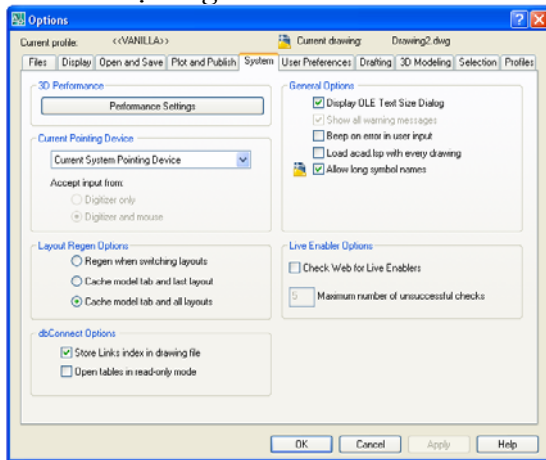 Options
Current profile: <<VANILLA>> Current drawing: Drawing2.dwg
Files Display Open and Save Plot and Publish System User Preferences Drafting 3D Modeling Selection Profiles
3D Performance
Performance Settings
Current Pointing Device
Current System Pointing Device
Accept input from:
Digitizer only
Digitizer and mouse
Layout Regen Options
Regen when switching layouts
Cache model tab and last layout
Cache model tab and all layouts
dbConnect Options
Store Links index in drawing file
Open tables in read-only mode
General Options
Display OLE Text Size Dialog
Show all warning messages
Beep on error in user input
Load acad.lsp with every drawing
Allow long symbol names
Live Enabler Options
Check Web for Live Enablers
5 Maximum number of unsuccessful checks
OK Cancel Apply Help